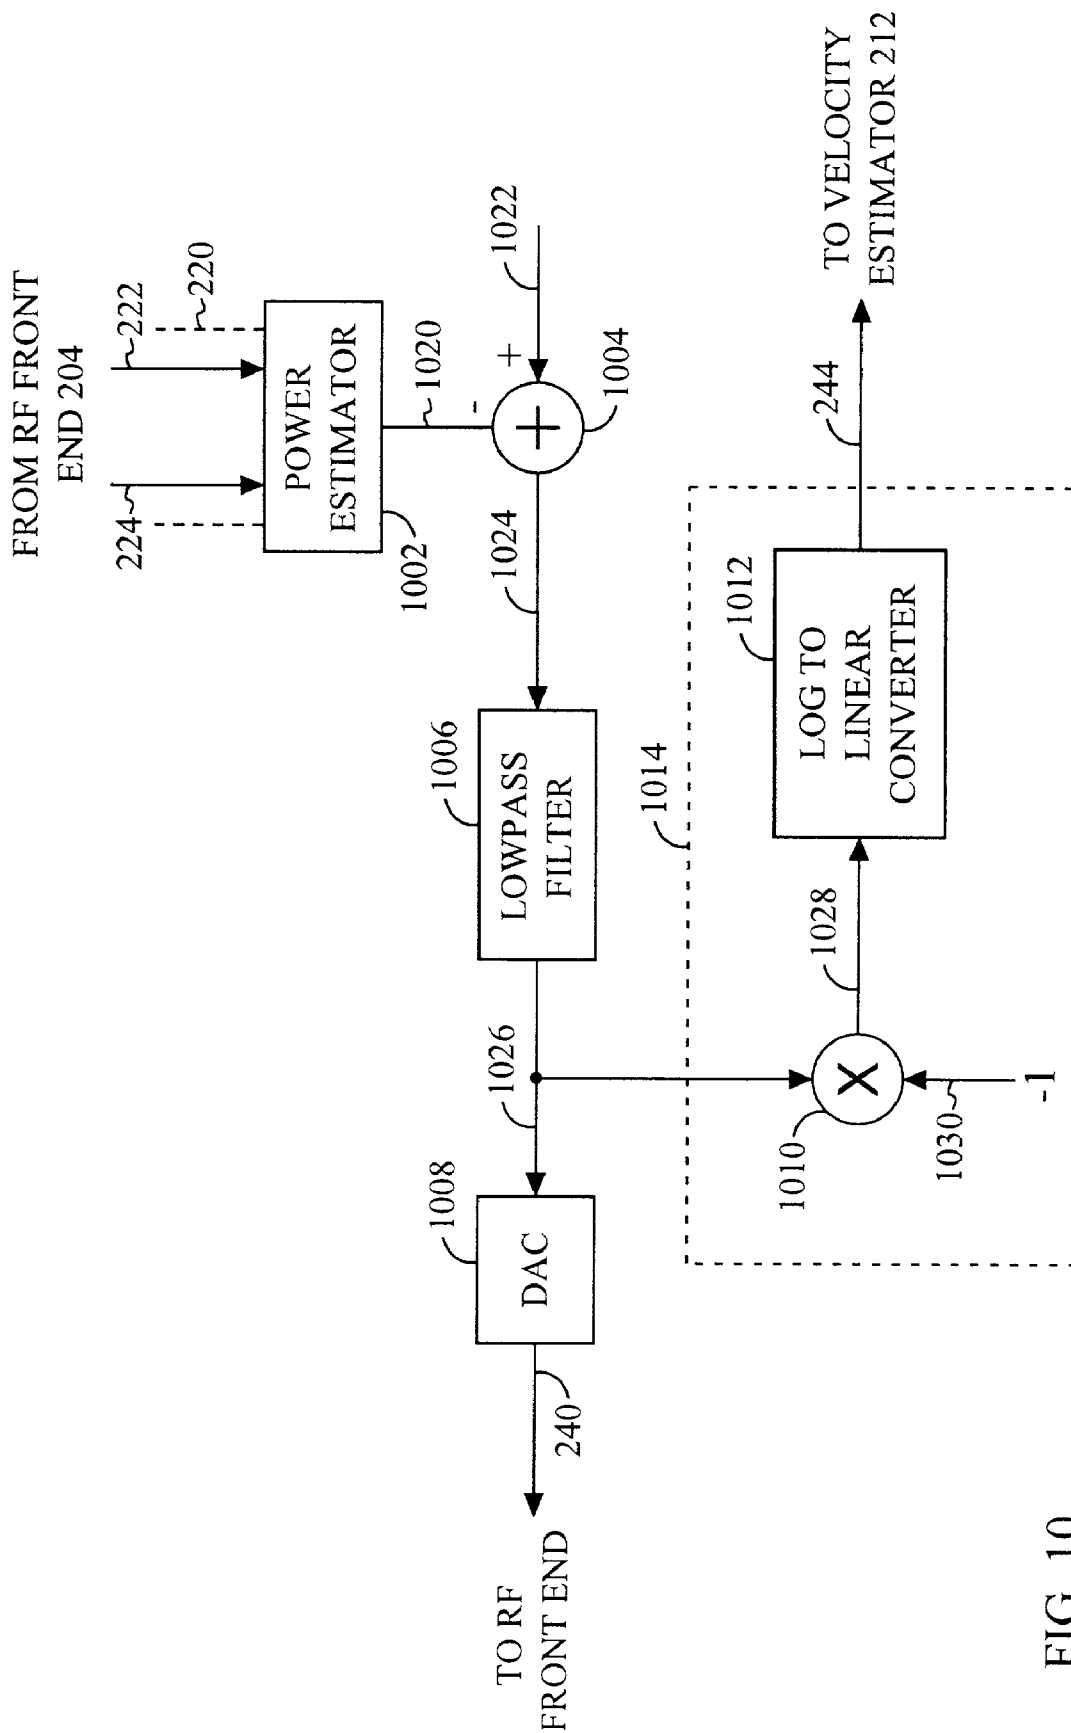 FROM RF FRONT
END 204
224
222
220
POWER
ESTIMATOR
1002
1020
-
+
1022
+
1004
1024
1006
LOWPASS
FILTER
1026
1008
DAC
240
TO RF
FRONT END
1014
1010
X
1030
-1
1028
1012
LOG TO
LINEAR
CONVERTER
244
TO VELOCITY
ESTIMATOR 212
FIG. 10